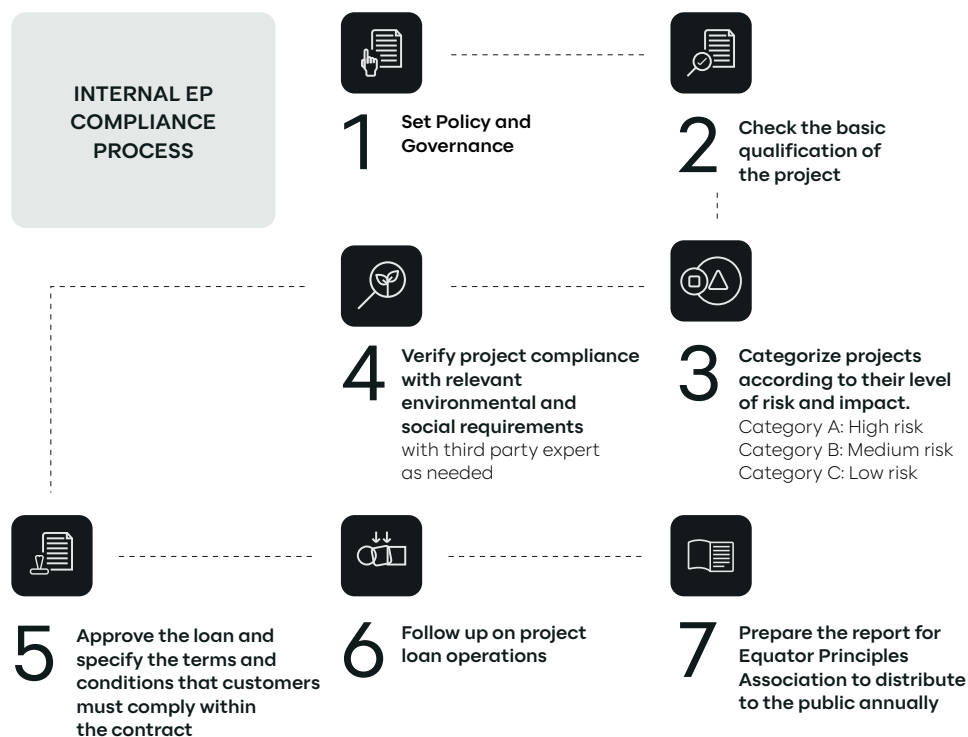 INTERNAL EP
COMPLIANCE
PROCESS
1
Set Policy and
Governance
2
Check the basic
qualification of
the project
3
Categorize projects
according to their level
of risk and impact.
Category A: High risk
Category B: Medium risk
Category C: Low risk
4
Verify project compliance
with relevant
environmental and
social requirements
with third party expert
as needed
5
Approve the loan and
specify the terms and
conditions that customers
must comply within
the contract
6
Follow up on project
loan operations
7
Prepare the report for
Equator Principles
Association to distribute
to the public annually